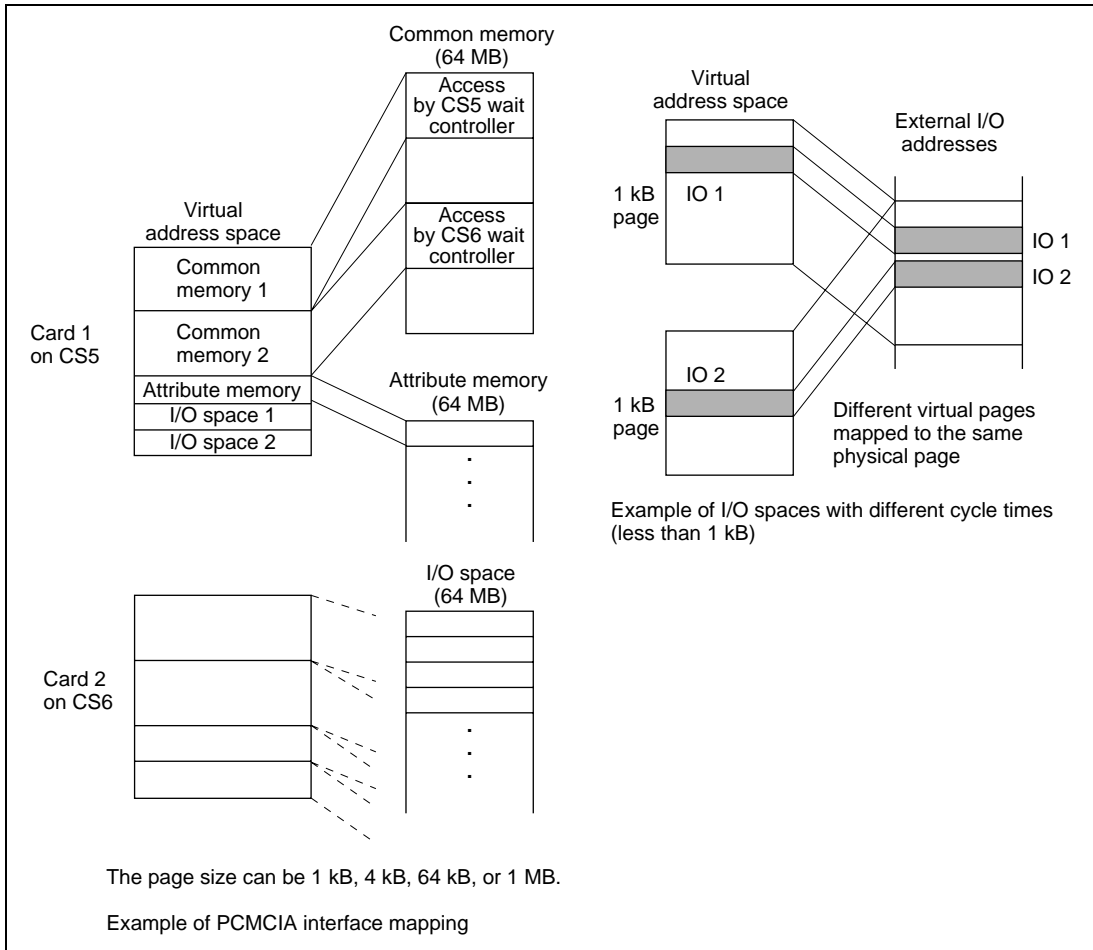 Common memory
(64 MB)
Access
by CS5 wait
controller
Access
by CS6 wait
controller
Virtual
address space
Common
memory 1
Common
memory 2
Attribute memory
I/O space 1
I/O space 2
Card 1
on CS5
Attribute memory
(64 MB)
.
.
.
I/O space
(64 MB)
.
.
.
Card 2
on CS6
Virtual
address space
External I/O
addresses
1 kB
page
IO 1
IO 1
IO 2
IO 2
1 kB
page
Different virtual pages
mapped to the same
physical page
Example of I/O spaces with different cycle times
(less than 1 kB)
The page size can be 1 kB, 4 kB, 64 kB, or 1 MB.
Example of PCMCIA interface mapping